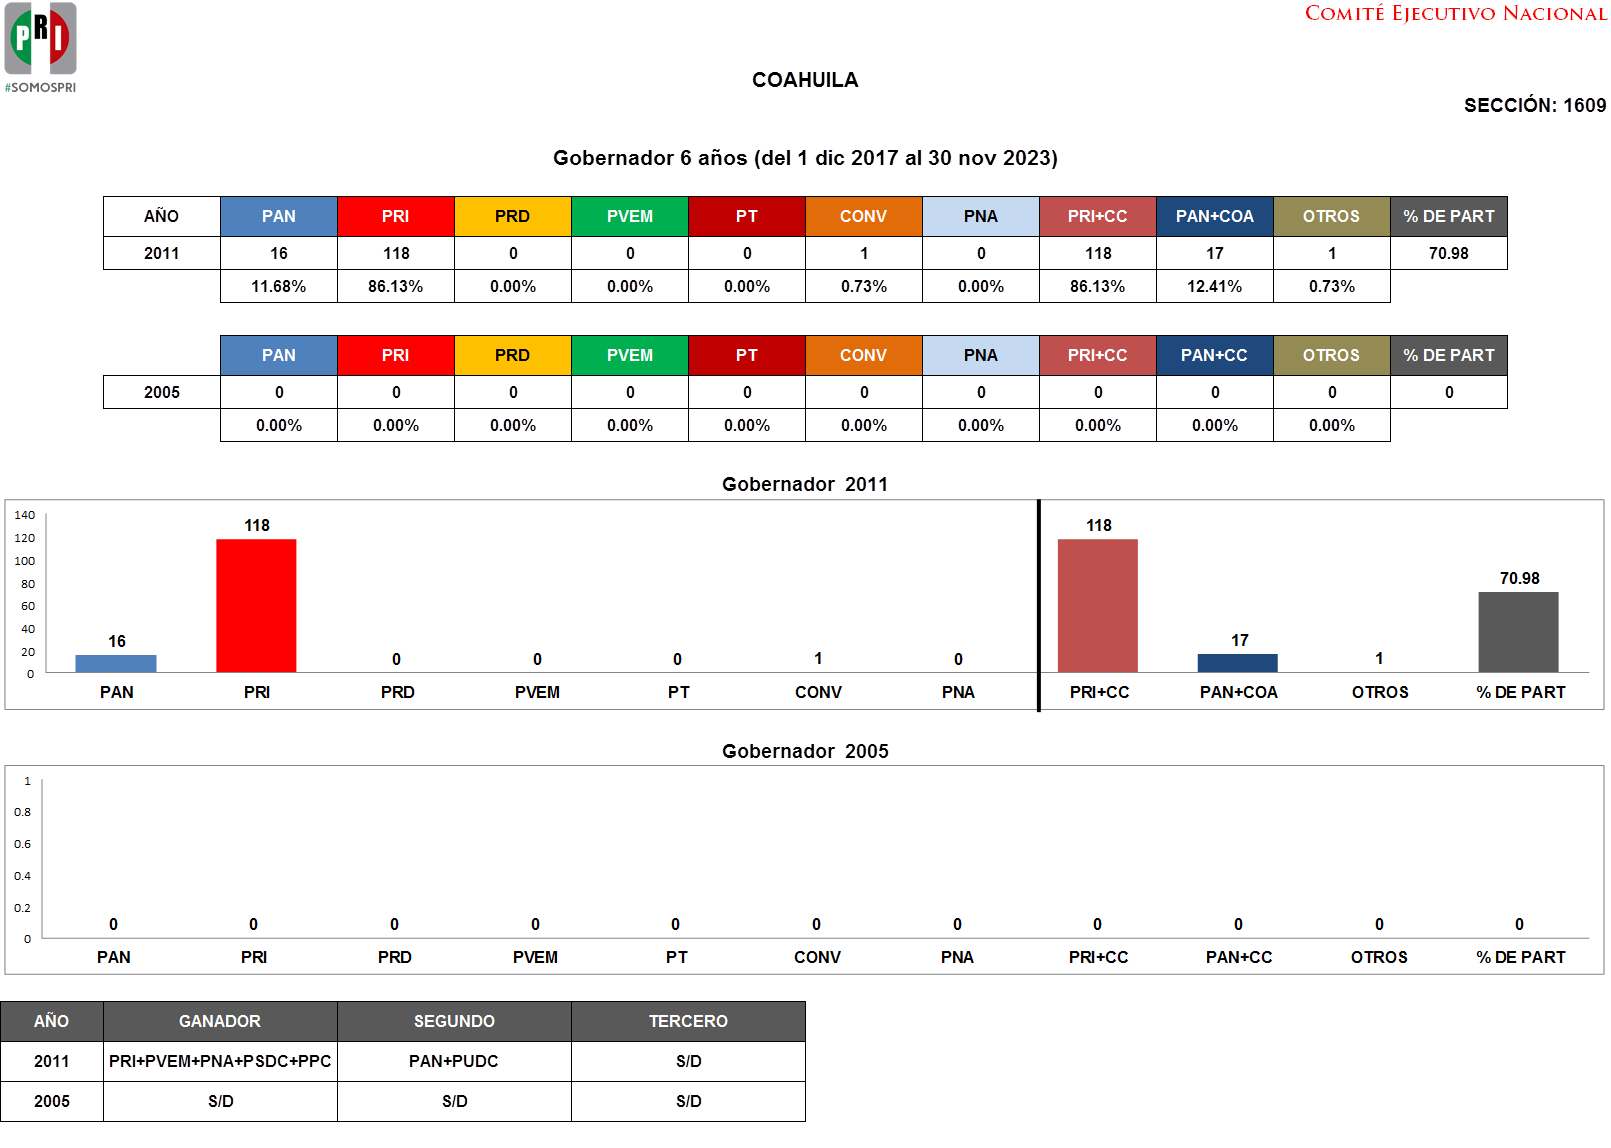 PRI
#SOMOSPRI
Comité Ejecutivo Nacional
COAHUILA
SECCIÓN: 1609
Gobernador 6 años (del 1 dic 2017 al 30 nov 2023)
AÑO PAN PRI PRD PVEM PT CONV PNA PRI+CC PAN+COA OTROS % DE PART
2011 16 118 0 0 0 1 0 118 17 1 70.98
11.68% 86.13% 0.00% 0.00% 0.00% 0.73% 0.00% 86.13% 12.41% 0.73%
PAN PRI PRD PVEM PT CONV PNA PRI+CC PAN+CC OTROS % DE PART
2005 0 0 0 0 0 0 0 0 0 0 0
0.00% 0.00% 0.00% 0.00% 0.00% 0.00% 0.00% 0.00% 0.00% 0.00%
Gobernador 2011
140
120
100
80
60
40
20
0
16 118 0 0 0 1 0 118 17 1 70.98
PAN PRI PRD PVEM PT CONV PNA PRI+CC PAN+COA OTROS % DE PART
Gobernador 2005
1
0.8
0.6
0.4
0.2
0
0 0 0 0 0 0 0 0 0 0 0
PAN PRI PRD PVEM PT CONV PNA PRI+CC PAN+CC OTROS % DE PART
AÑO GANADOR SEGUNDO TERCERO
2011 PRI+PVEM+PNA+PSDC+PPC PAN+PUDC S/D
2005 S/D S/D S/D